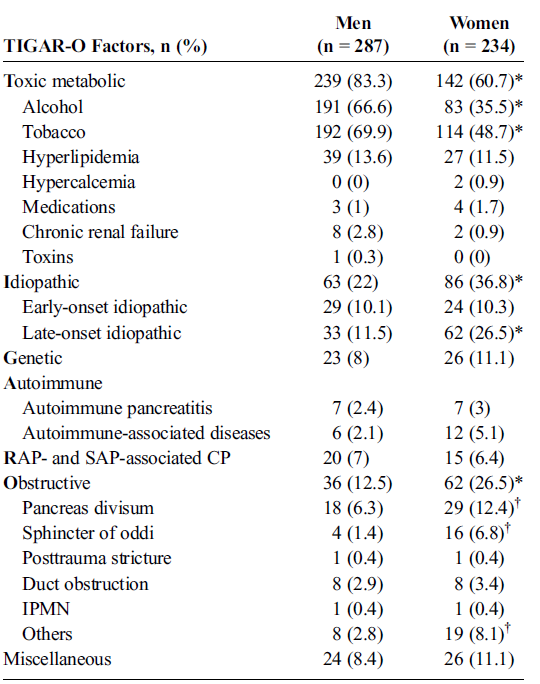 Men Women
TIGAR-O Factors, n (%) (n = 287) (n = 234)
Toxic metabolic 239 (83.3) 142 (60.7)*
Alcohol 191 (66.6) 83 (35.5)*
Tobacco 192 (69.9) 114 (48.7)*
Hyperlipidemia 39 (13.6) 27 (11.5)
Hypercalcemia 0 (0) 2 (0.9)
Medications 3 (1) 4 (1.7)
Chronic renal failure 8 (2.8) 2 (0.9)
Toxins 1 (0.3) 0 (0)
Idiopathic 63 (22) 86 (36.8)*
Early-onset idiopathic 29 (10.1) 24 (10.3)
Late-onset idiopathic 33 (11.5) 62 (26.5)*
Genetic 23 (8) 26 (11.1)
Autoimmune
Autoimmune pancreatitis 7 (2.4) 7 (3)
Autoimmune-associated diseases 6 (2.1) 12 (5.1)
RAP- and SAP-associated CP 20 (7) 15 (6.4)
Obstructive 36 (12.5) 62 (26.5)*
Pancreas divisum 18 (6.3) 29 (12.4)†
Sphincter of oddi 4 (1.4) 16 (6.8)†
Posttrauma stricture 1 (0.4) 1 (0.4)
Duct obstruction 8 (2.9) 8 (3.4)
IPMN 1 (0.4) 1 (0.4)
Others 8 (2.8) 19 (8.1)†
Miscellaneous 24 (8.4) 26 (11.1)